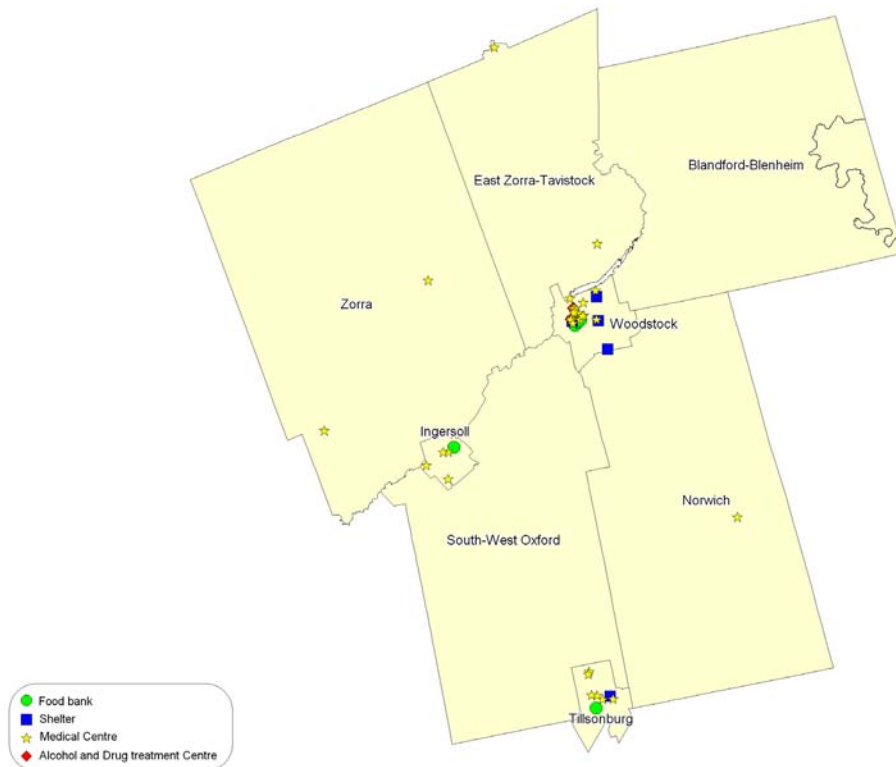 Blandford-Blenheim
East Zorra-Tavistock
Zorra
Woodstock
Ingersoll
Norwich
South-West Oxford
Tillsonburg
Food bank
Shelter
Medical Centre
Alcohol and Drug treatment Centre